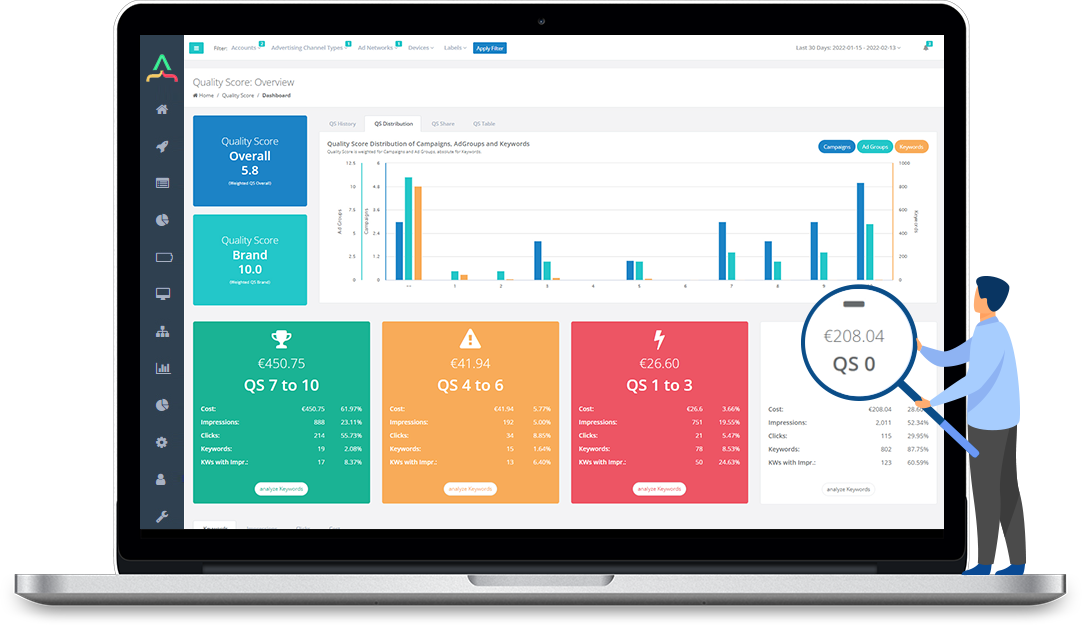 Filter: Accounts 2 Advertising Channel Types 1 Ad Networks 5 Devices Labels Apply Filter Last 30 Days: 2022-01-15 - 2022-02-13
Quality Score: Overview
Home / Quality Score / Dashboard
Quality Score
Overall
5.8
(Weighted QS Overall)
Quality Score
Brand
10.0
(Weighted QS Brand)
QS History QS Distribution QS Share QS Table
Quality Score Distribution of Campaigns, AdGroups and Keywords
Quality Score is weighted for Campaigns and Ad Groups, absolute for Keywords.
Campaigns Ad Groups Keywords
12.5 6 1000
10 4.8 800
7.5 3.6 600
5 2.4 400
2.5 1.2 200
0 0 0
Ad Groups
Campaigns
Keywords
-- 1 2 3 4 5 6 7 8 9
€450.75
QS 7 to 10
Cost: €450.75 61.97%
Impressions: 888 23.11%
Clicks: 214 55.73%
Keywords: 19 2.08%
KWs with Impr.: 17 8.37%
analyze Keywords
€41.94
QS 4 to 6
Cost: €41.94 5.77%
Impressions: 192 5.00%
Clicks: 34 8.85%
Keywords: 15 1.64%
KWs with Impr.: 13 6.40%
analyze Keywords
€26.60
QS 1 to 3
Cost: €26.6 3.66%
Impressions: 751 19.55%
Clicks: 21 5.47%
Keywords: 78 8.53%
KWs with Impr.: 50 24.63%
analyze Keywords
€208.04
QS 0
Cost: €208.04
Impressions: 2.011 52.34%
Clicks: 115 29.95%
Keywords: 802 87.75%
KWs with Impr.: 123 60.59%
analyze Keywords